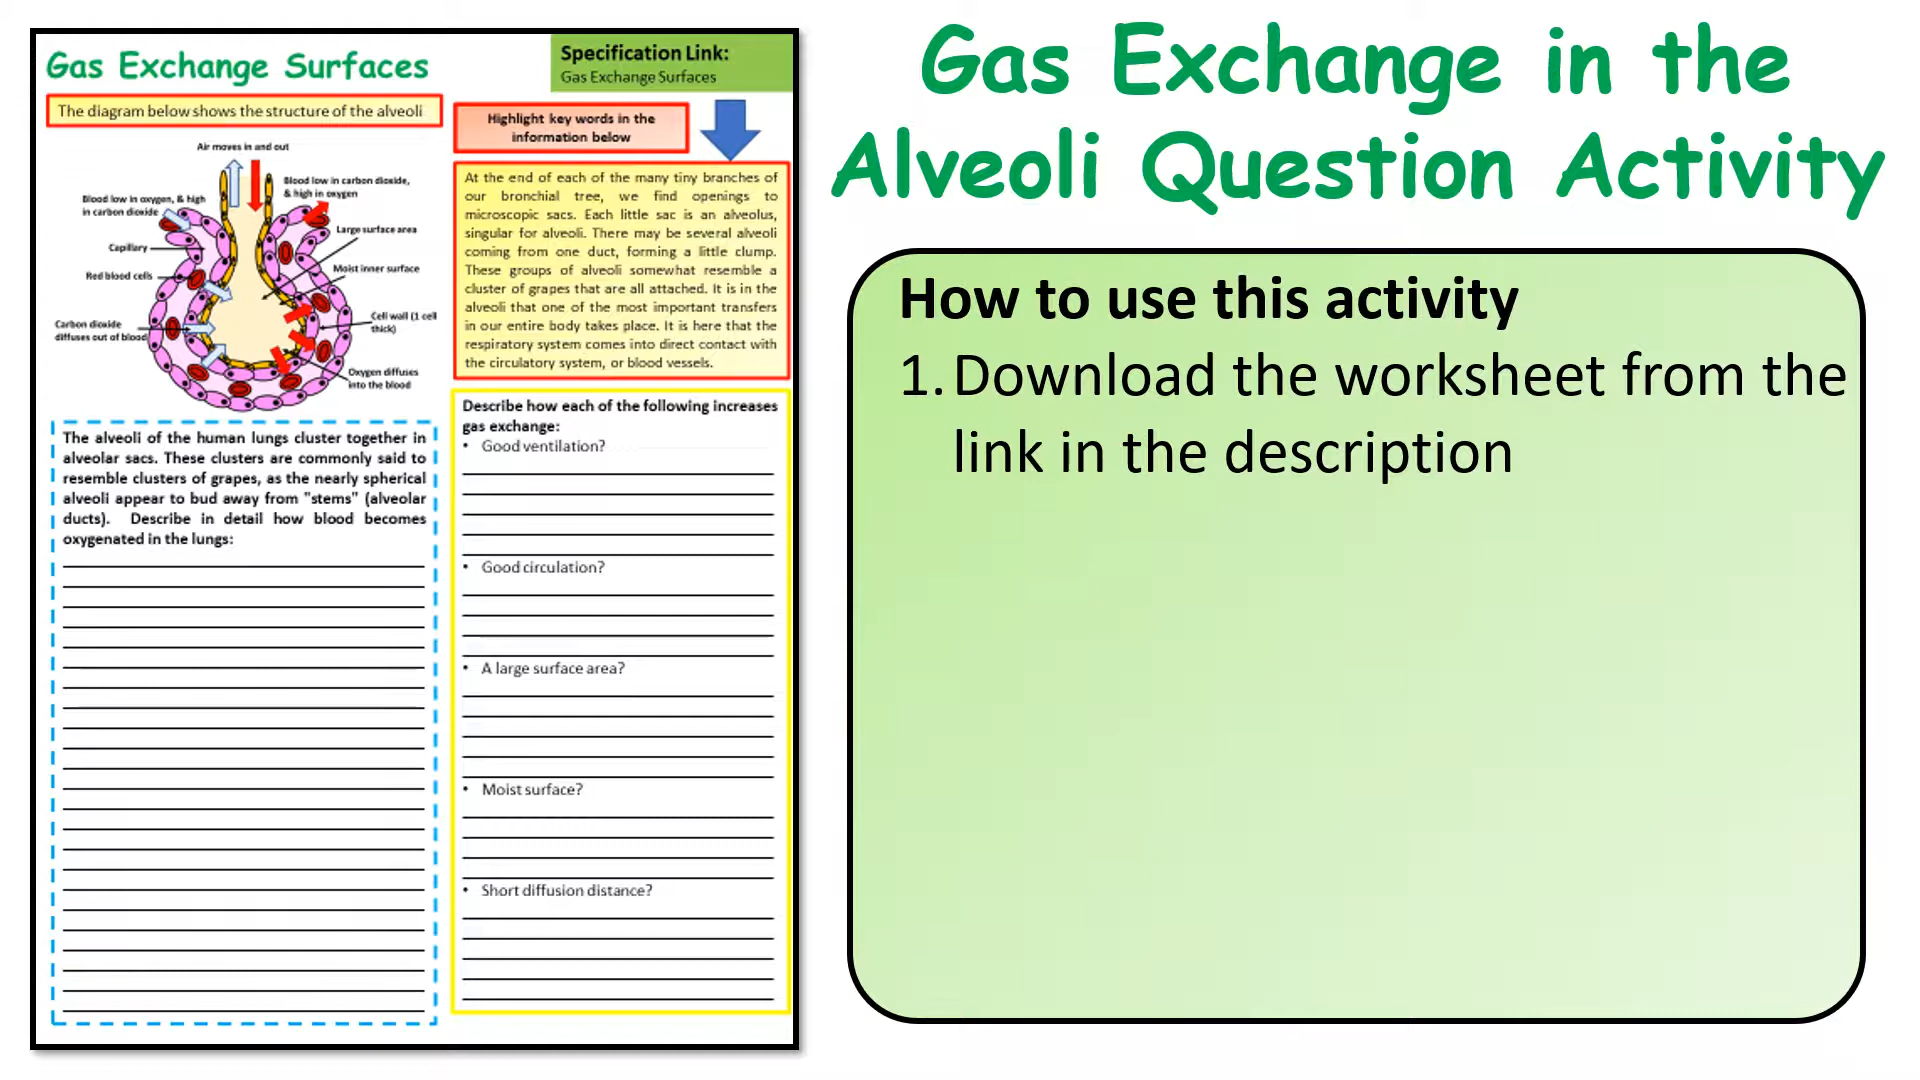 Gas Exchange Surfaces
Specification Link:
Gas Exchange Surfaces
The diagram below shows the structure of the alveoli
Air moves in and out
Blood low in oxygen, & high
in carbon dioxide
Capillary
Red blood cells
Carbon dioxide
diffuses out of blood
Blood low in carbon dioxide,
& high in oxygen
Large surface area
Moist inner surface
Cell wall (1 cell
thick)
Oxygen diffuses
into the blood
The alveoli of the human lungs cluster together in
alveolar sacs. These clusters are commonly said to
resemble clusters of grapes, as the nearly spherical
alveoli appear to bud away from "stems" (alveolar
ducts). Describe in detail how blood becomes
oxygenated in the lungs:
Highlight key words in the
information below
At the end of each of the many tiny branches of
our bronchial tree, we find openings to
microscopic sacs. Each little sac is an alveolus,
singular for alveoli. There may be several alveoli
coming from one duct, forming a little clump.
These groups of alveoli somewhat resemble a
cluster of grapes that are all attached. It is in the
alveoli that one of the most important transfers
in our entire body takes place. It is here that the
respiratory system comes into direct contact with
the circulatory system, or blood vessels.
Describe how each of the following increases
gas exchange:
• Good ventilation?
• Good circulation?
• A large surface area?
• Moist surface?
• Short diffusion distance?
Gas Exchange in the
Alveoli Question Activity
How to use this activity
1. Download the worksheet from the
link in the description